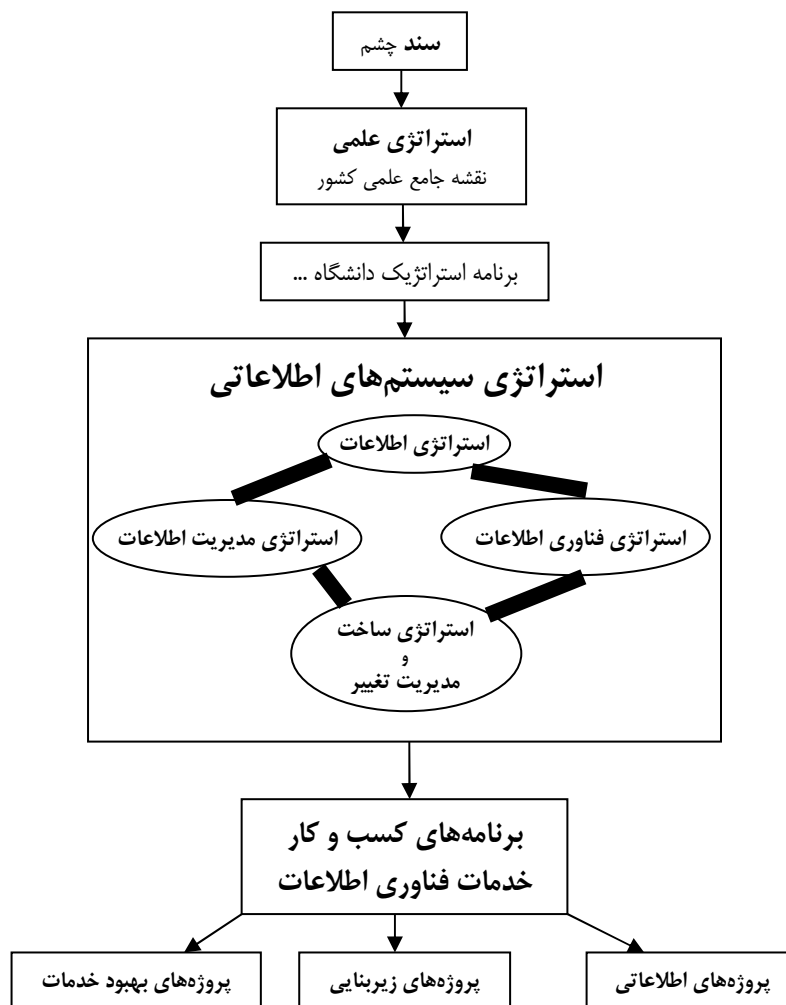 سند چشم
استراتژی علمی
نقشه جامع علمی کشور
برنامه استراتژیک دانشگاه ...
استراتژی سیستم‌های اطلاعاتی
استراتژی اطلاعات
استراتژی فناوری اطلاعات
استراتژی مدیریت اطلاعات
استراتژی ساخت
و
مدیریت تغییر
برنامه‌های کسب و کار
خدمات فناوری اطلاعات
پروژه‌های اطلاعاتی
پروژه‌های زیربنایی
پروژه‌های بهبود خدمات